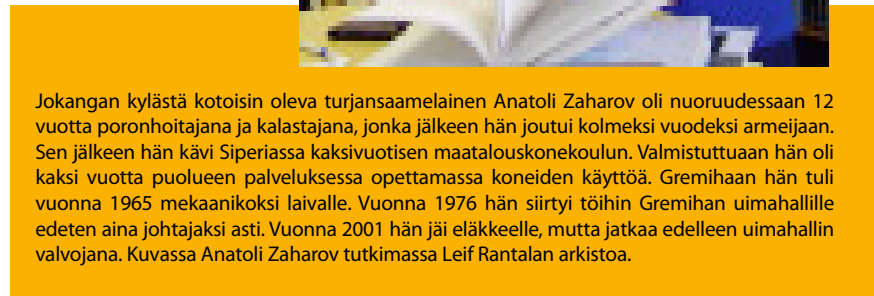 Jokangan kylästä kotoisin oleva turjansaamelainen Anatoli Zaharov oli nuoruudessaan 12
vuotta poronhoitajana ja kalastajana, jonka jälkeen hän joutui kolmeksi vuodeksi armeijaan.
Sen jälkeen hän kävi Siperiassa kaksivuotisen maatalouskonekoulun. Valmistuttuaan hän oli
kaksi vuotta puolueen palveluksessa opettamassa koneiden käyttöä. Gremihaan hän tuli
vuonna 1965 mekaanikoksi laivalle. Vuonna 1976 hän siirtyi töihin Gremihan uimahallille
edeten aina johtajaksi asti. Vuonna 2001 hän jäi eläkkeelle, mutta jatkaa edelleen uimahallin
valvojana. Kuvassa Anatoli Zaharov tutkimassa Leif Rantalan arkistoa.